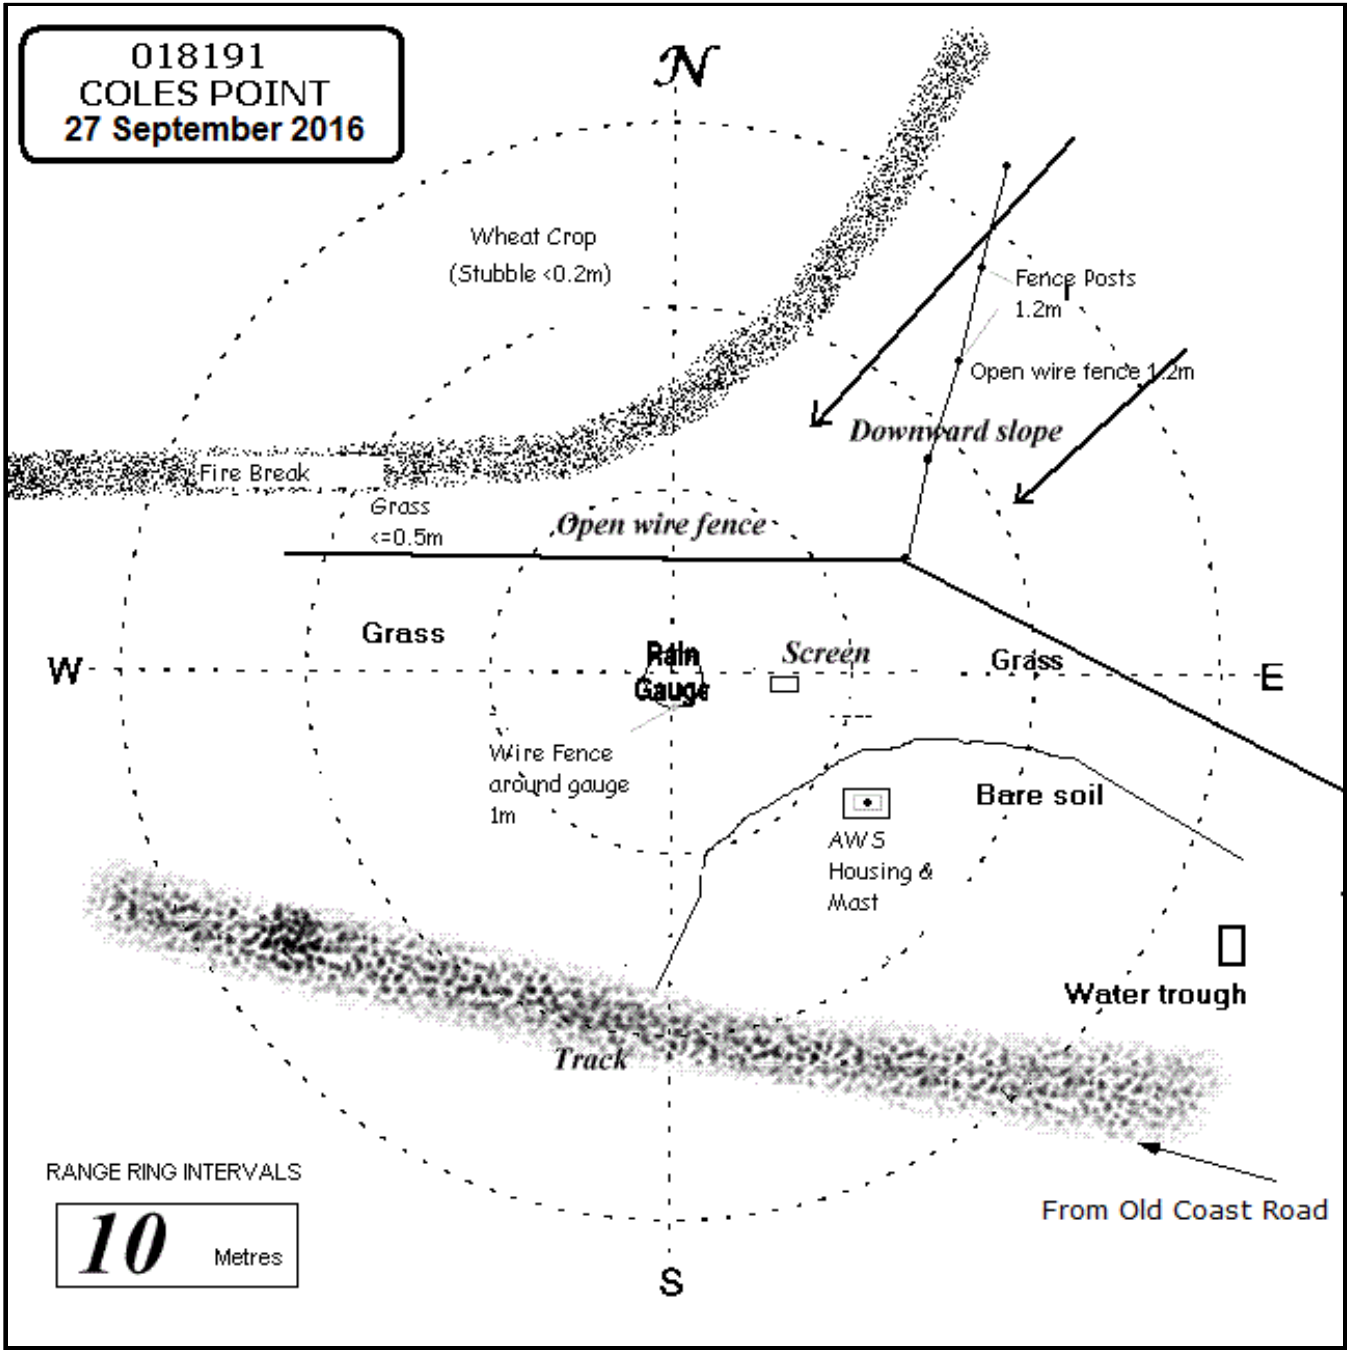 018191
COLES POINT
27 September 2016
N
Wheat Crop
(Stubble <0.2m)
Fence Posts
1.2m
Open wire fence 1.2m
Downward slope
Fire Break
Grass
<=0.5m
Open wire fence
Grass
Rain
Gauge
Screen
Grass
W
E
Wire Fence
around gauge
1m
Bare soil
AWS
Housing &
Mast
Water trough
Track
RANGE RING INTERVALS
10 Metres
From Old Coast Road
S